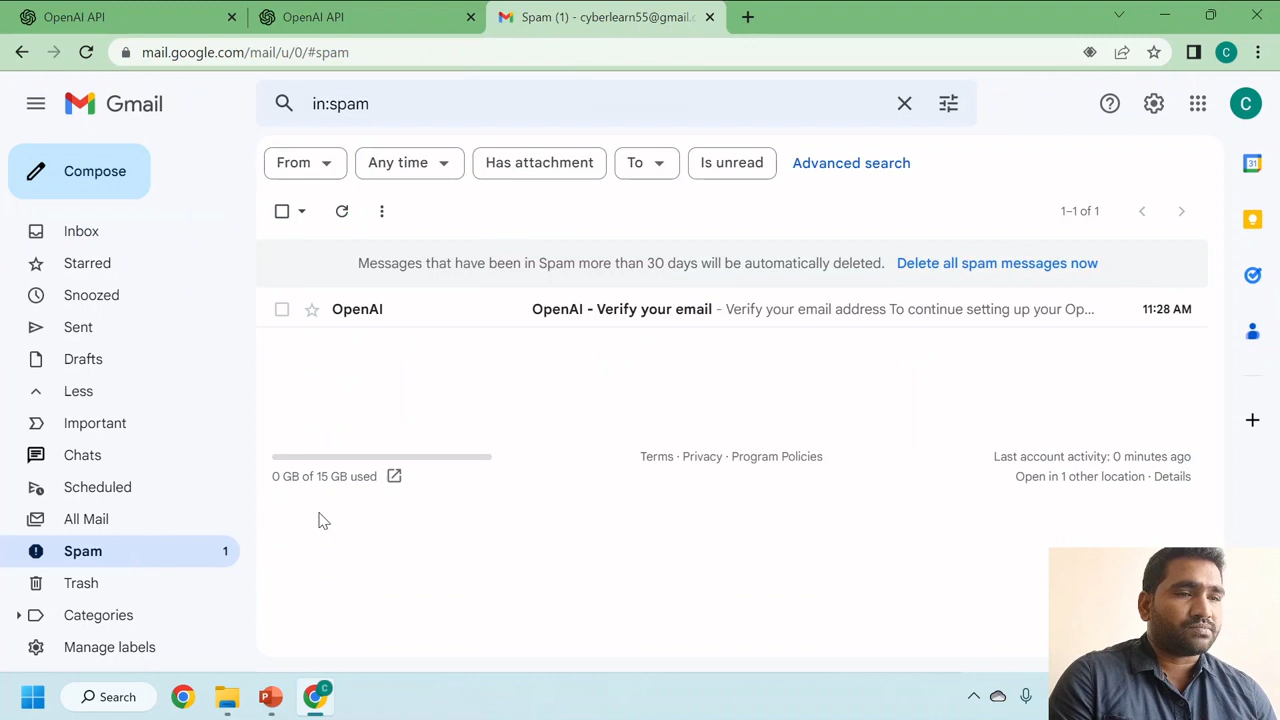 OpenAI API
OpenAI API
Spam (1) - cyberlearn55@gmail.c
mail.google.com/mail/u/0/#spam
C
Gmail
in:spam
C
Compose
From
Any time
Has attachment
To
Is unread
Advanced search
31
1–1 of 1
Inbox
Starred
Snoozed
Sent
Drafts
Less
Important
Chats
Scheduled
All Mail
Spam 1
Trash
Categories
Manage labels
Messages that have been in Spam more than 30 days will be automatically deleted. Delete all spam messages now
OpenAI OpenAI - Verify your email - Verify your email address To continue setting up your Op... 11:28 AM
0 GB of 15 GB used
Terms · Privacy · Program Policies
Last account activity: 0 minutes ago
Open in 1 other location · Details
Search
C